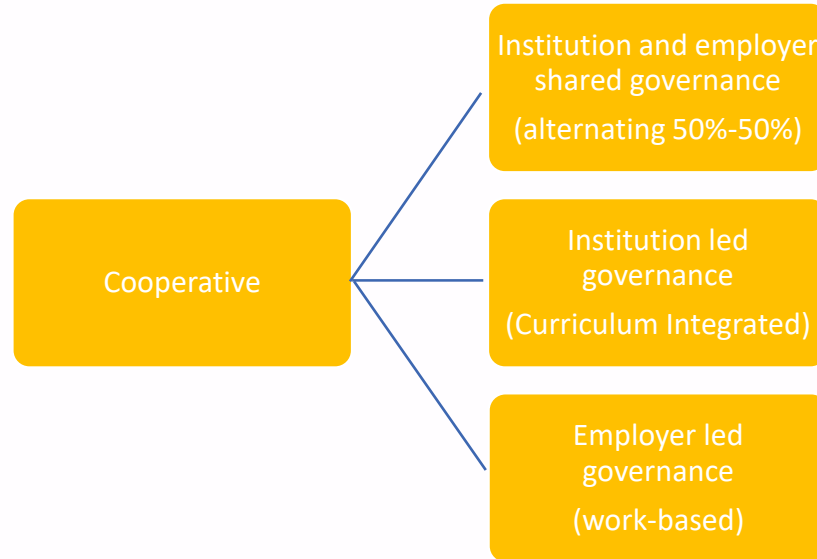 Institution and employer
shared governance
(alternating 50%-50%)
Cooperative
Institution led
governance
(Curriculum Integrated)
Employer led
governance
(work-based)